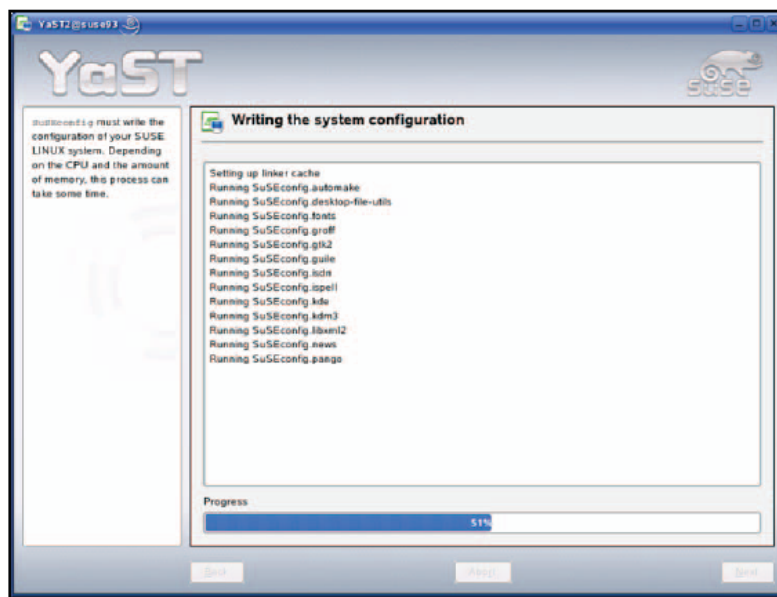 YaST2@suse93
YaST
SUSE
SuSEconfig must write the
configuration of your SUSE
LINUX system. Depending
on the CPU and the amount
of memory, this process can
take some time.
Writing the system configuration
Setting up linker cache
Running SuSEconfig.automake
Running SuSEconfig.desktop-file-utils
Running SuSEconfig.fonts
Running SuSEconfig.groff
Running SuSEconfig.gtk2
Running SuSEconfig.guile
Running SuSEconfig.isdn
Running SuSEconfig.ispell
Running SuSEconfig.kde
Running SuSEconfig.kdm3
Running SuSEconfig.libxml2
Running SuSEconfig.news
Running SuSEconfig.pango
Progress
51%
Back
Abort
Next